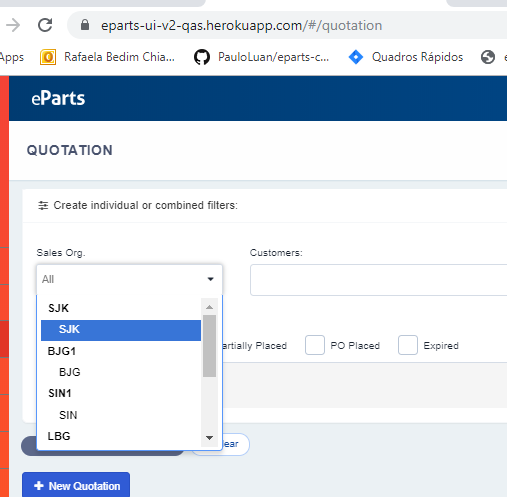 eparts-ui-v2-qas.herokuapp.com/#/quotation
Apps Rafaela Bedim Chia... PauloLuan/eparts-c... Quadros Rápidos
eParts
QUOTATION
Create individual or combined filters:
Sales Org. Customers:
All
SJK
SJK
artially Placed PO Placed Expired
BJG1
BJG
SIN1
SIN
LBG
ear
New Quotation